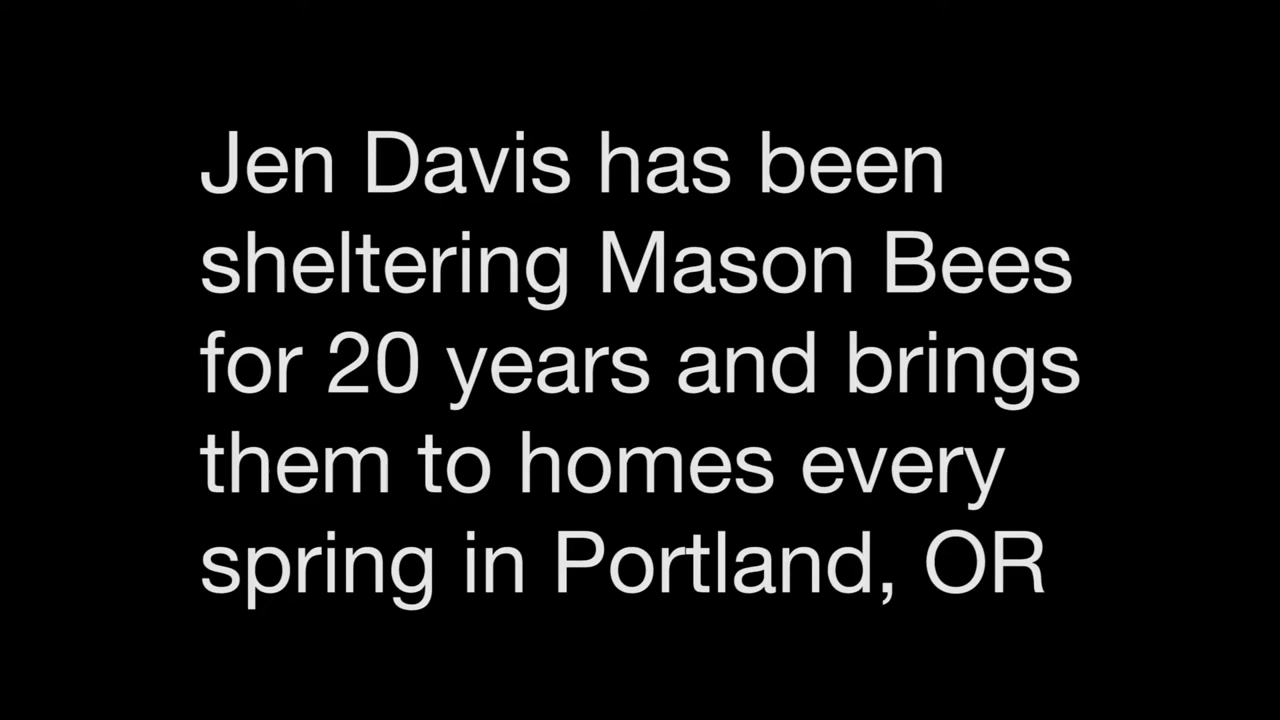 Jen Davis has been
sheltering Mason Bees
for 20 years and brings
them to homes every
spring in Portland, OR